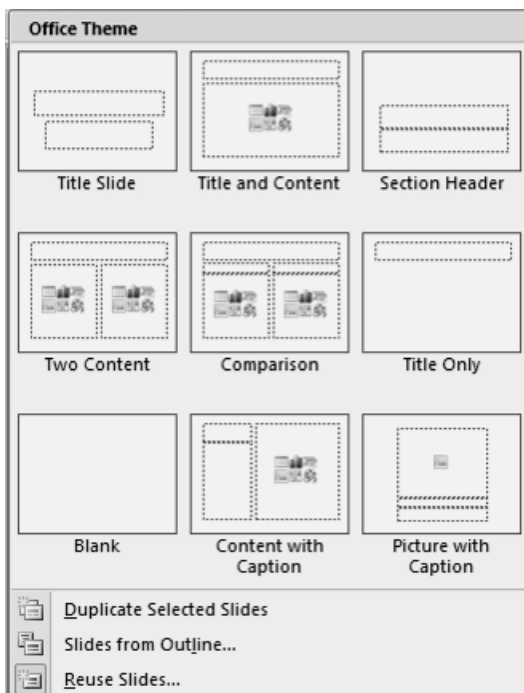 Office Theme
Title Slide
Title and Content
Section Header
Two Content
Comparison
Title Only
Blank
Content with
Caption
Picture with
Caption
Duplicate Selected Slides
Slides from Outline...
Reuse Slides...